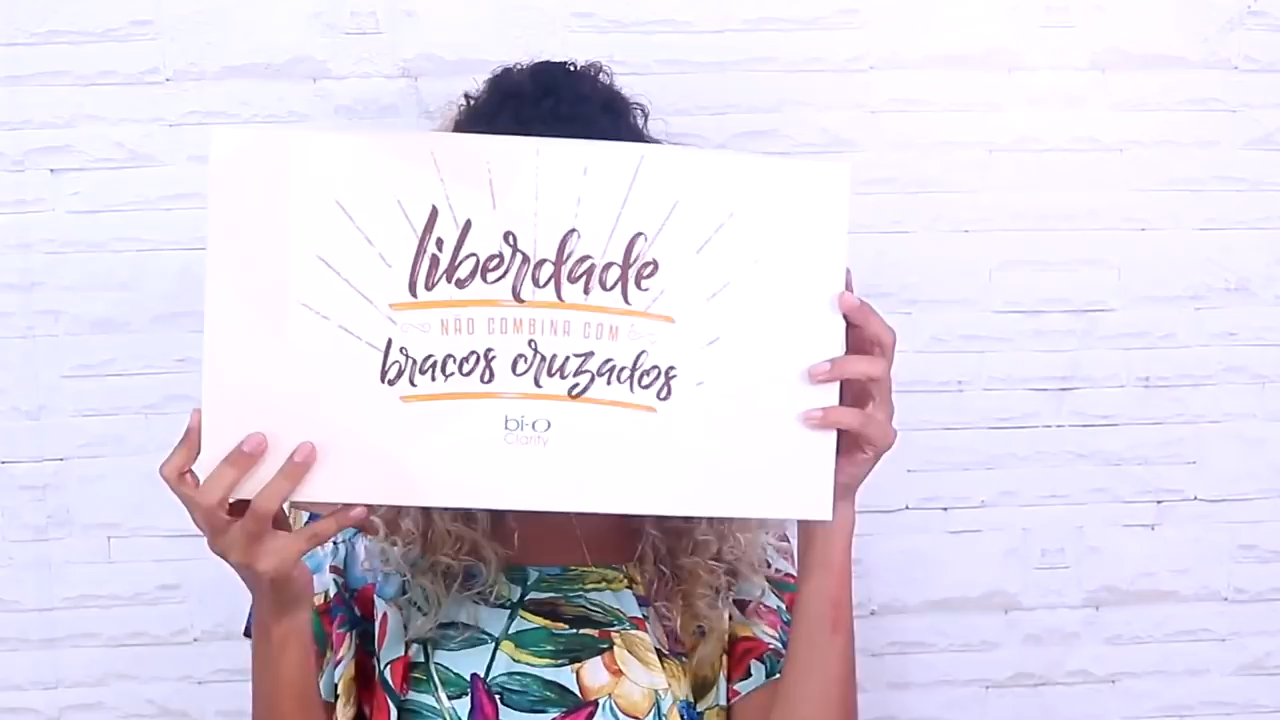 liberdade
NÃO COMBINA COM
braços cruzados
bi-O
Clarity